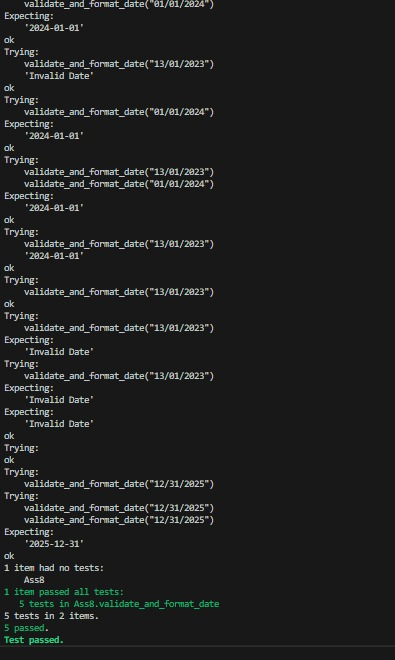 validate_and_format_date("01/01/2024")
Expecting:
'2024-01-01'
ok
Trying:
validate_and_format_date("13/01/2023")
'Invalid Date'
ok
Trying:
validate_and_format_date("01/01/2024")
Expecting:
'2024-01-01'
ok
Trying:
validate_and_format_date("13/01/2023")
validate_and_format_date("01/01/2024")
Expecting:
'2024-01-01'
ok
Trying:
validate_and_format_date("13/01/2023")
'2024-01-01'
ok
Trying:
validate_and_format_date("13/01/2023")
ok
Trying:
validate_and_format_date("13/01/2023")
Expecting:
'Invalid Date'
Trying:
validate_and_format_date("13/01/2023")
Expecting:
'Invalid Date'
Expecting:
'Invalid Date'
ok
Trying:
ok
Trying:
validate_and_format_date("12/31/2025")
Trying:
validate_and_format_date("12/31/2025")
validate_and_format_date("12/31/2025")
Expecting:
'2025-12-31'
ok
1 item had no tests:
Ass8
1 item passed all tests:
5 tests in Ass8.validate_and_format_date
5 tests in 2 items.
5 passed.
Test passed.